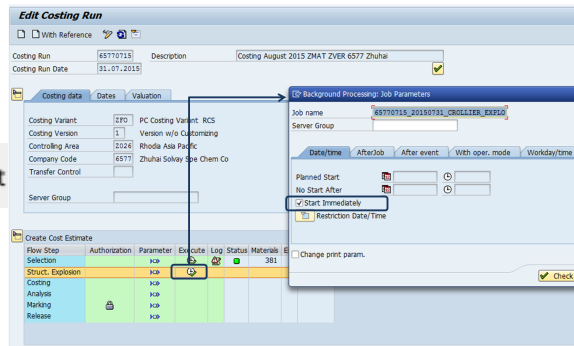 Edit Costing Run
With Reference
Costing Run 65770715 Description Costing August 2015 ZMAT ZVER 6577 Zhuhai
Costing Run Date 31.07.2015
Costing data Dates Valuation
Costing Variant ZPO PC Costing Variant RCS
Costing Version 1 Version w/o Customizing
Controlling Area Z026 Rhodia Asia Pacific
Company Code 6577 Zhuhai Solvay Spe Chem Co
Transfer Control
Server Group
Create Cost Estimate
Flow Step Authorization Parameter Execute Log Status Materials E
Selection 381
Struct. Explosion
Costing
Analysis
Marking
Release
Background Processing: Job Parameters
Job name 65770715_20150731_CROLLIER_EXPLO
Server Group
Date/time AfterJob After event With oper. mode Workday/time
Planned Start
No Start After
Start Immediately
Restriction Date/Time
Change print param.
Check
t